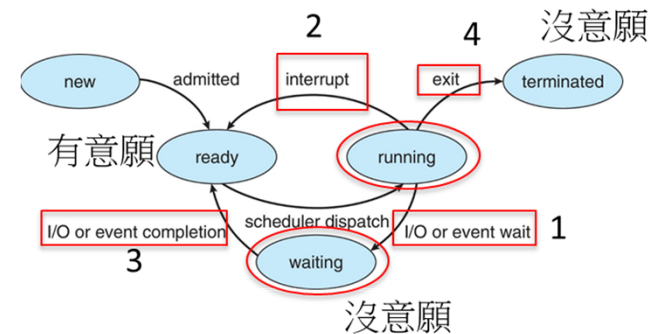 沒意願
2
4
new
admitted
interrupt
exit
terminated
有意願
ready
running
I/O or event completion
scheduler dispatch
I/O or event wait
1
3
waiting
沒意願